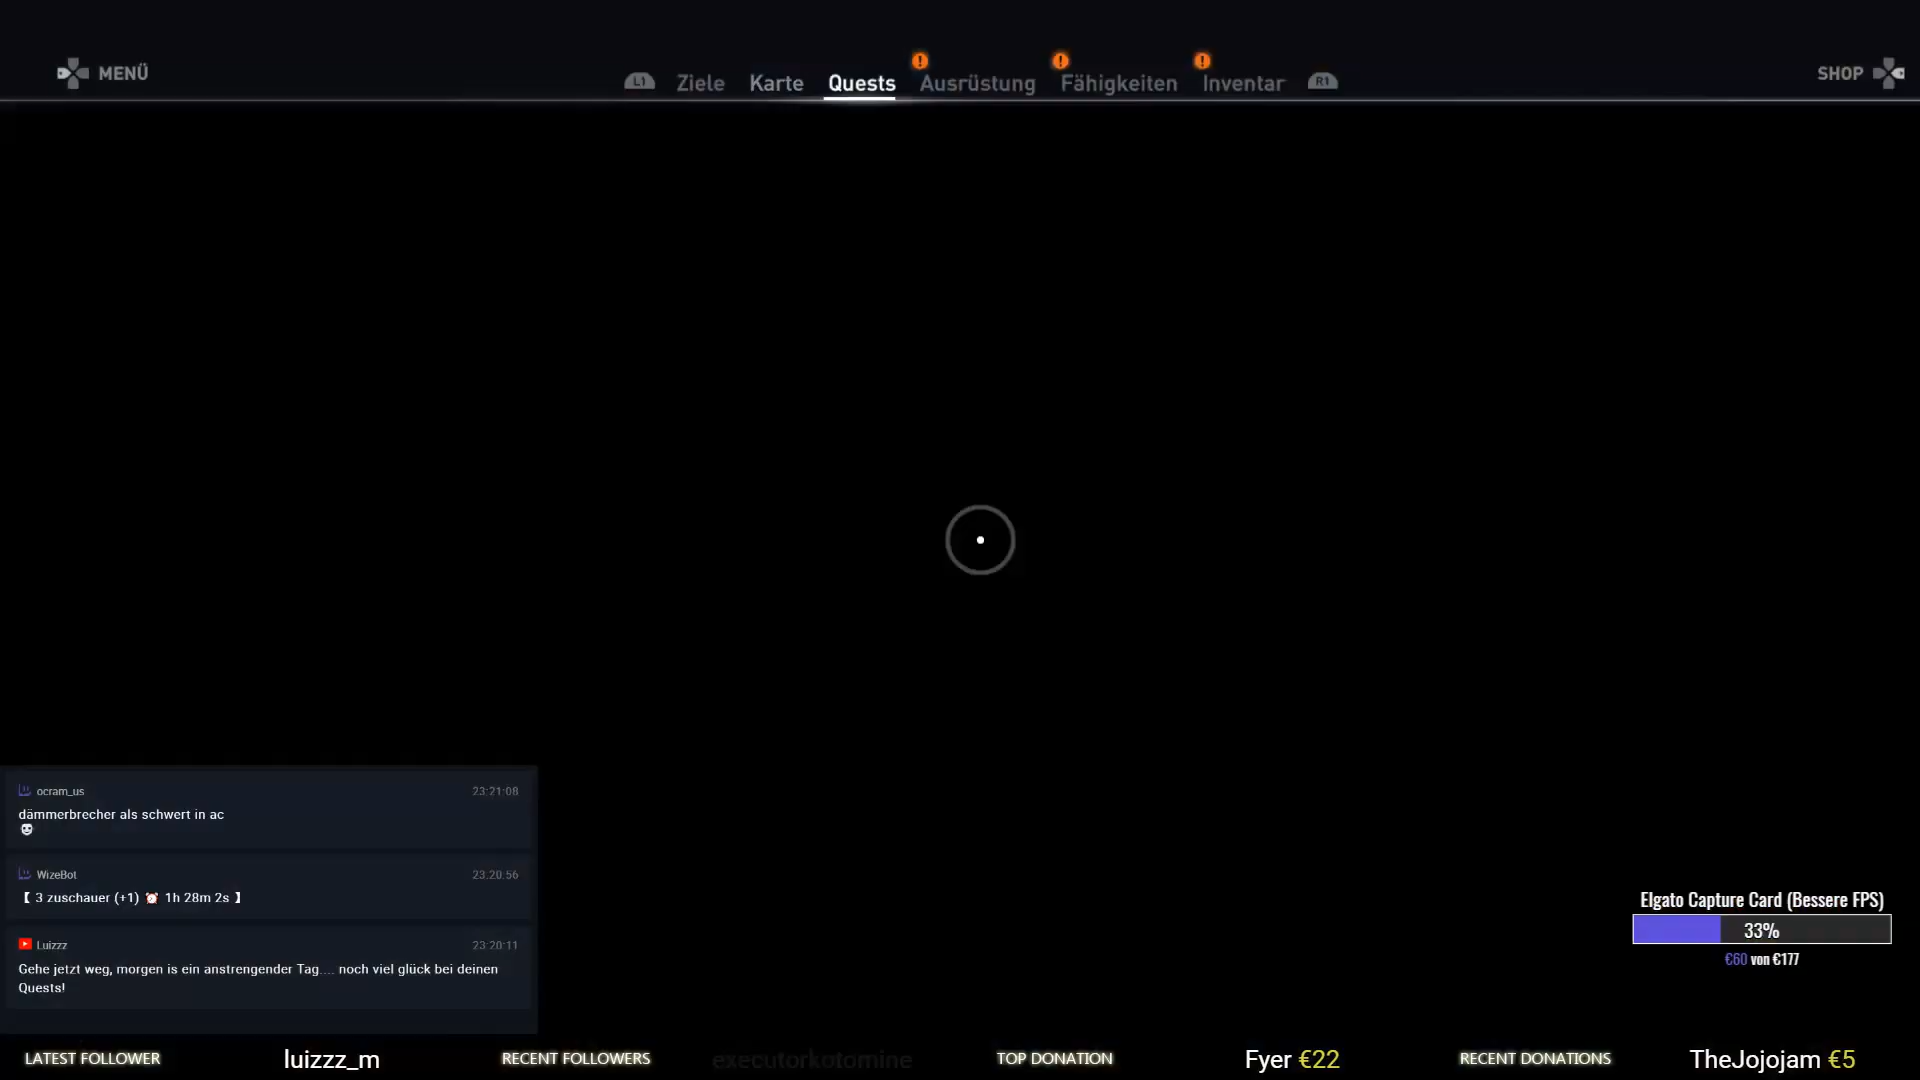 MENÜ
L1 Ziele Karte Quests Ausrüstung Fähigkeiten Inventar R1
SHOP
ocram_us 23:21:08
dämmerbrecher als schwert in ac
WizeBot 23:20:56
【 3 zuschauer (+1) ⏰ 1h 28m 2s 】
Luizzz 23:20:11
Gehe jetzt weg, morgen is ein anstrengender Tag.... noch viel glück bei deinen
Quests!
Elgato Capture Card (Bessere FPS)
33%
€60 von €177
LATEST FOLLOWER luizzz_m RECENT FOLLOWERS executorkotomine TOP DONATION Fyer €22 RECENT DONATIONS TheJojojam €5